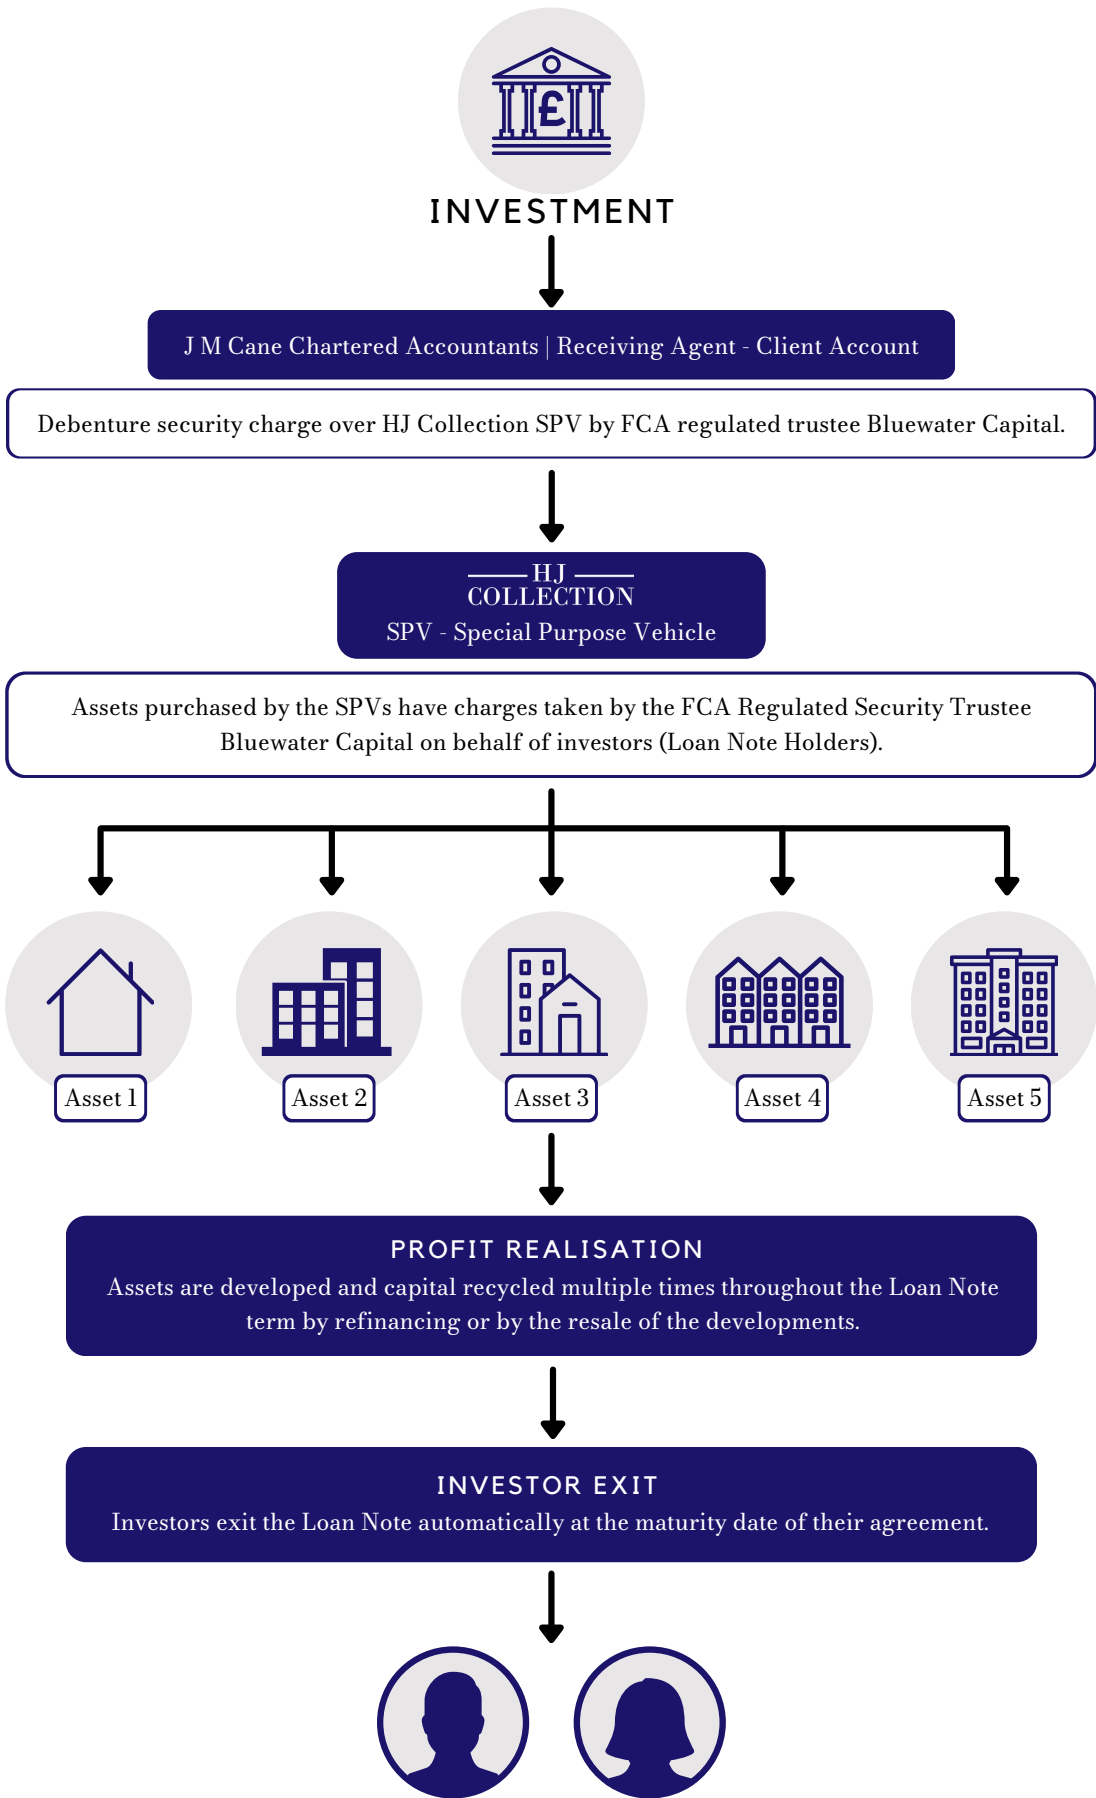 £
INVESTMENT
J M Cane Chartered Accountants | Receiving Agent - Client Account
Debenture security charge over HJ Collection SPV by FCA regulated trustee Bluewater Capital.
HJ
COLLECTION
SPV - Special Purpose Vehicle
Assets purchased by the SPVs have charges taken by the FCA Regulated Security Trustee
Bluewater Capital on behalf of investors (Loan Note Holders).
Asset 1
Asset 2
Asset 3
Asset 4
Asset 5
PROFIT REALISATION
Assets are developed and capital recycled multiple times throughout the Loan Note
term by refinancing or by the resale of the developments.
INVESTOR EXIT
Investors exit the Loan Note automatically at the maturity date of their agreement.